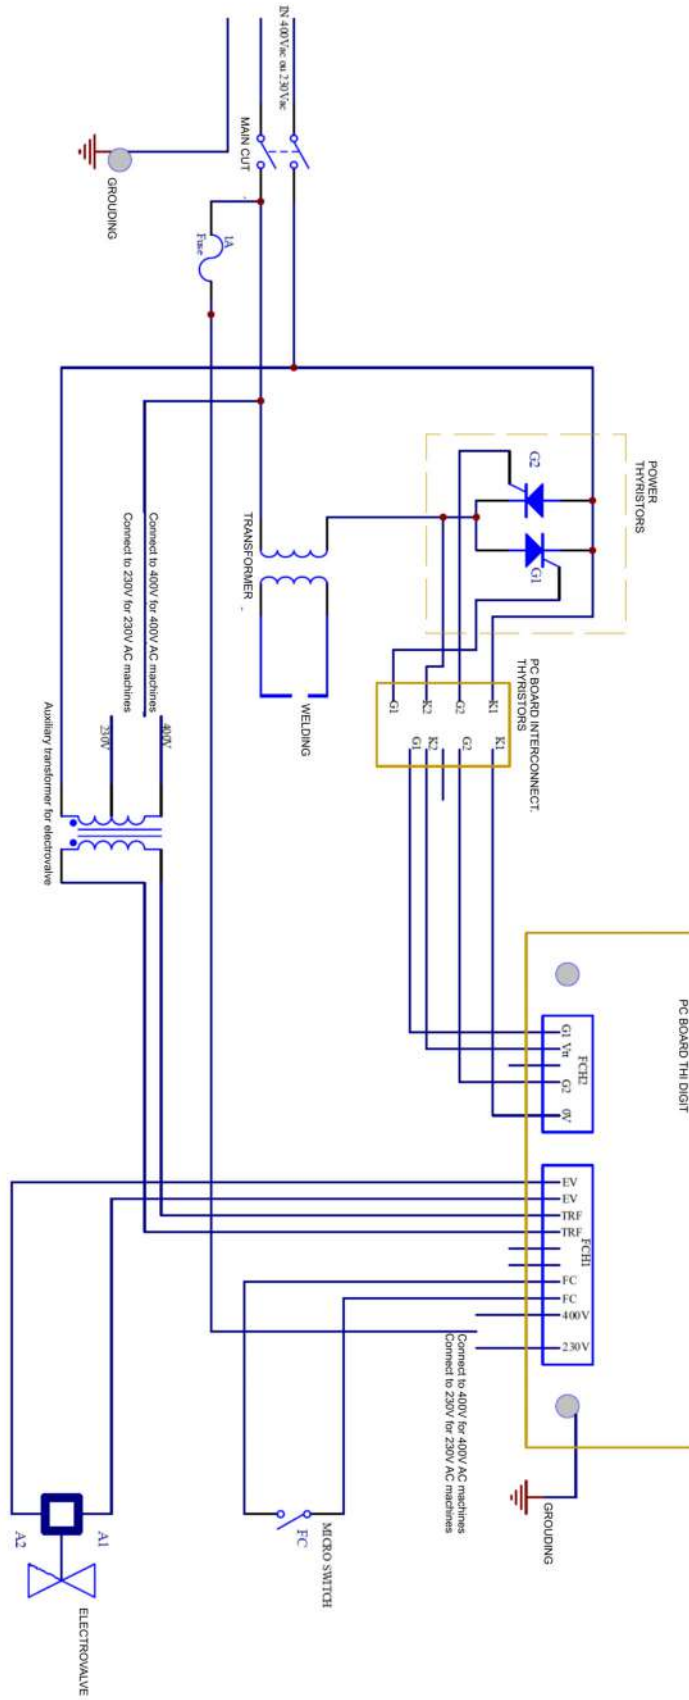 IN 400Vac ou 230Vac
MAIN CUT
GROUDING
1A
Fuse
POWER
THYRISTORS
G2
G1
TRANSFORMER
WELDING
Connect to 400V for 400V AC machines
Connect to 230V for 230V AC machines
400V
230V
Auxiliary transformer for electrovalve
PC BOARD INTERCONNECT.
THYRISTORS
K1
G2
K2
G1
K1
G2
K2
G1
PC BOARD THI DIGIT
FCH2
G1
Vn
G2
0V
FCH1
EV
EV
TRF
TRF
FC
FC
400V
230V
Connect to 400V for 400V AC machines
Connect to 230V for 230V AC machines
GROUDING
MICRO SWITCH
FC
A1
A2
ELECTROVALVE